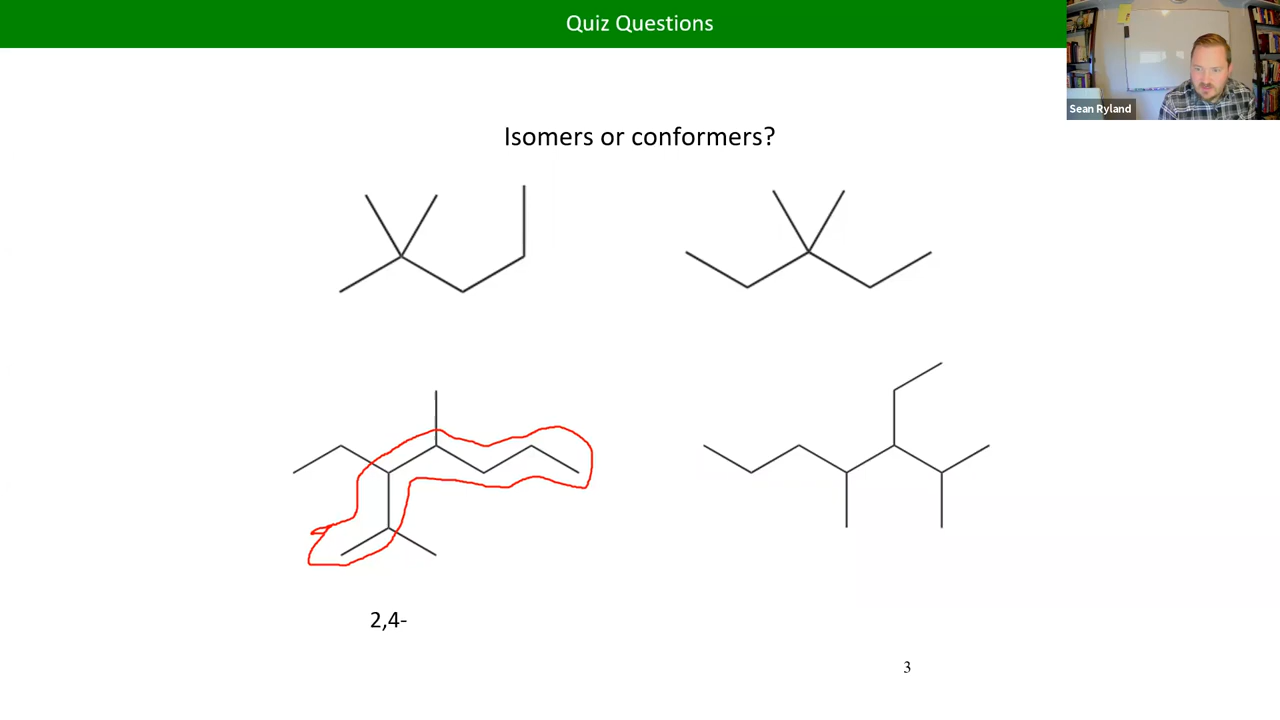 Quiz Questions
Sean Ryland
Isomers or conformers?
2,4-
3